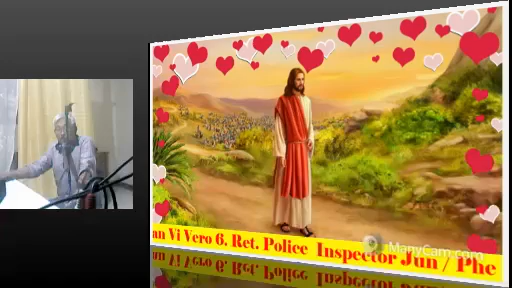 ManyCam.com
an Vi Vero 6. Ret. Police Inspector Jun / Phe